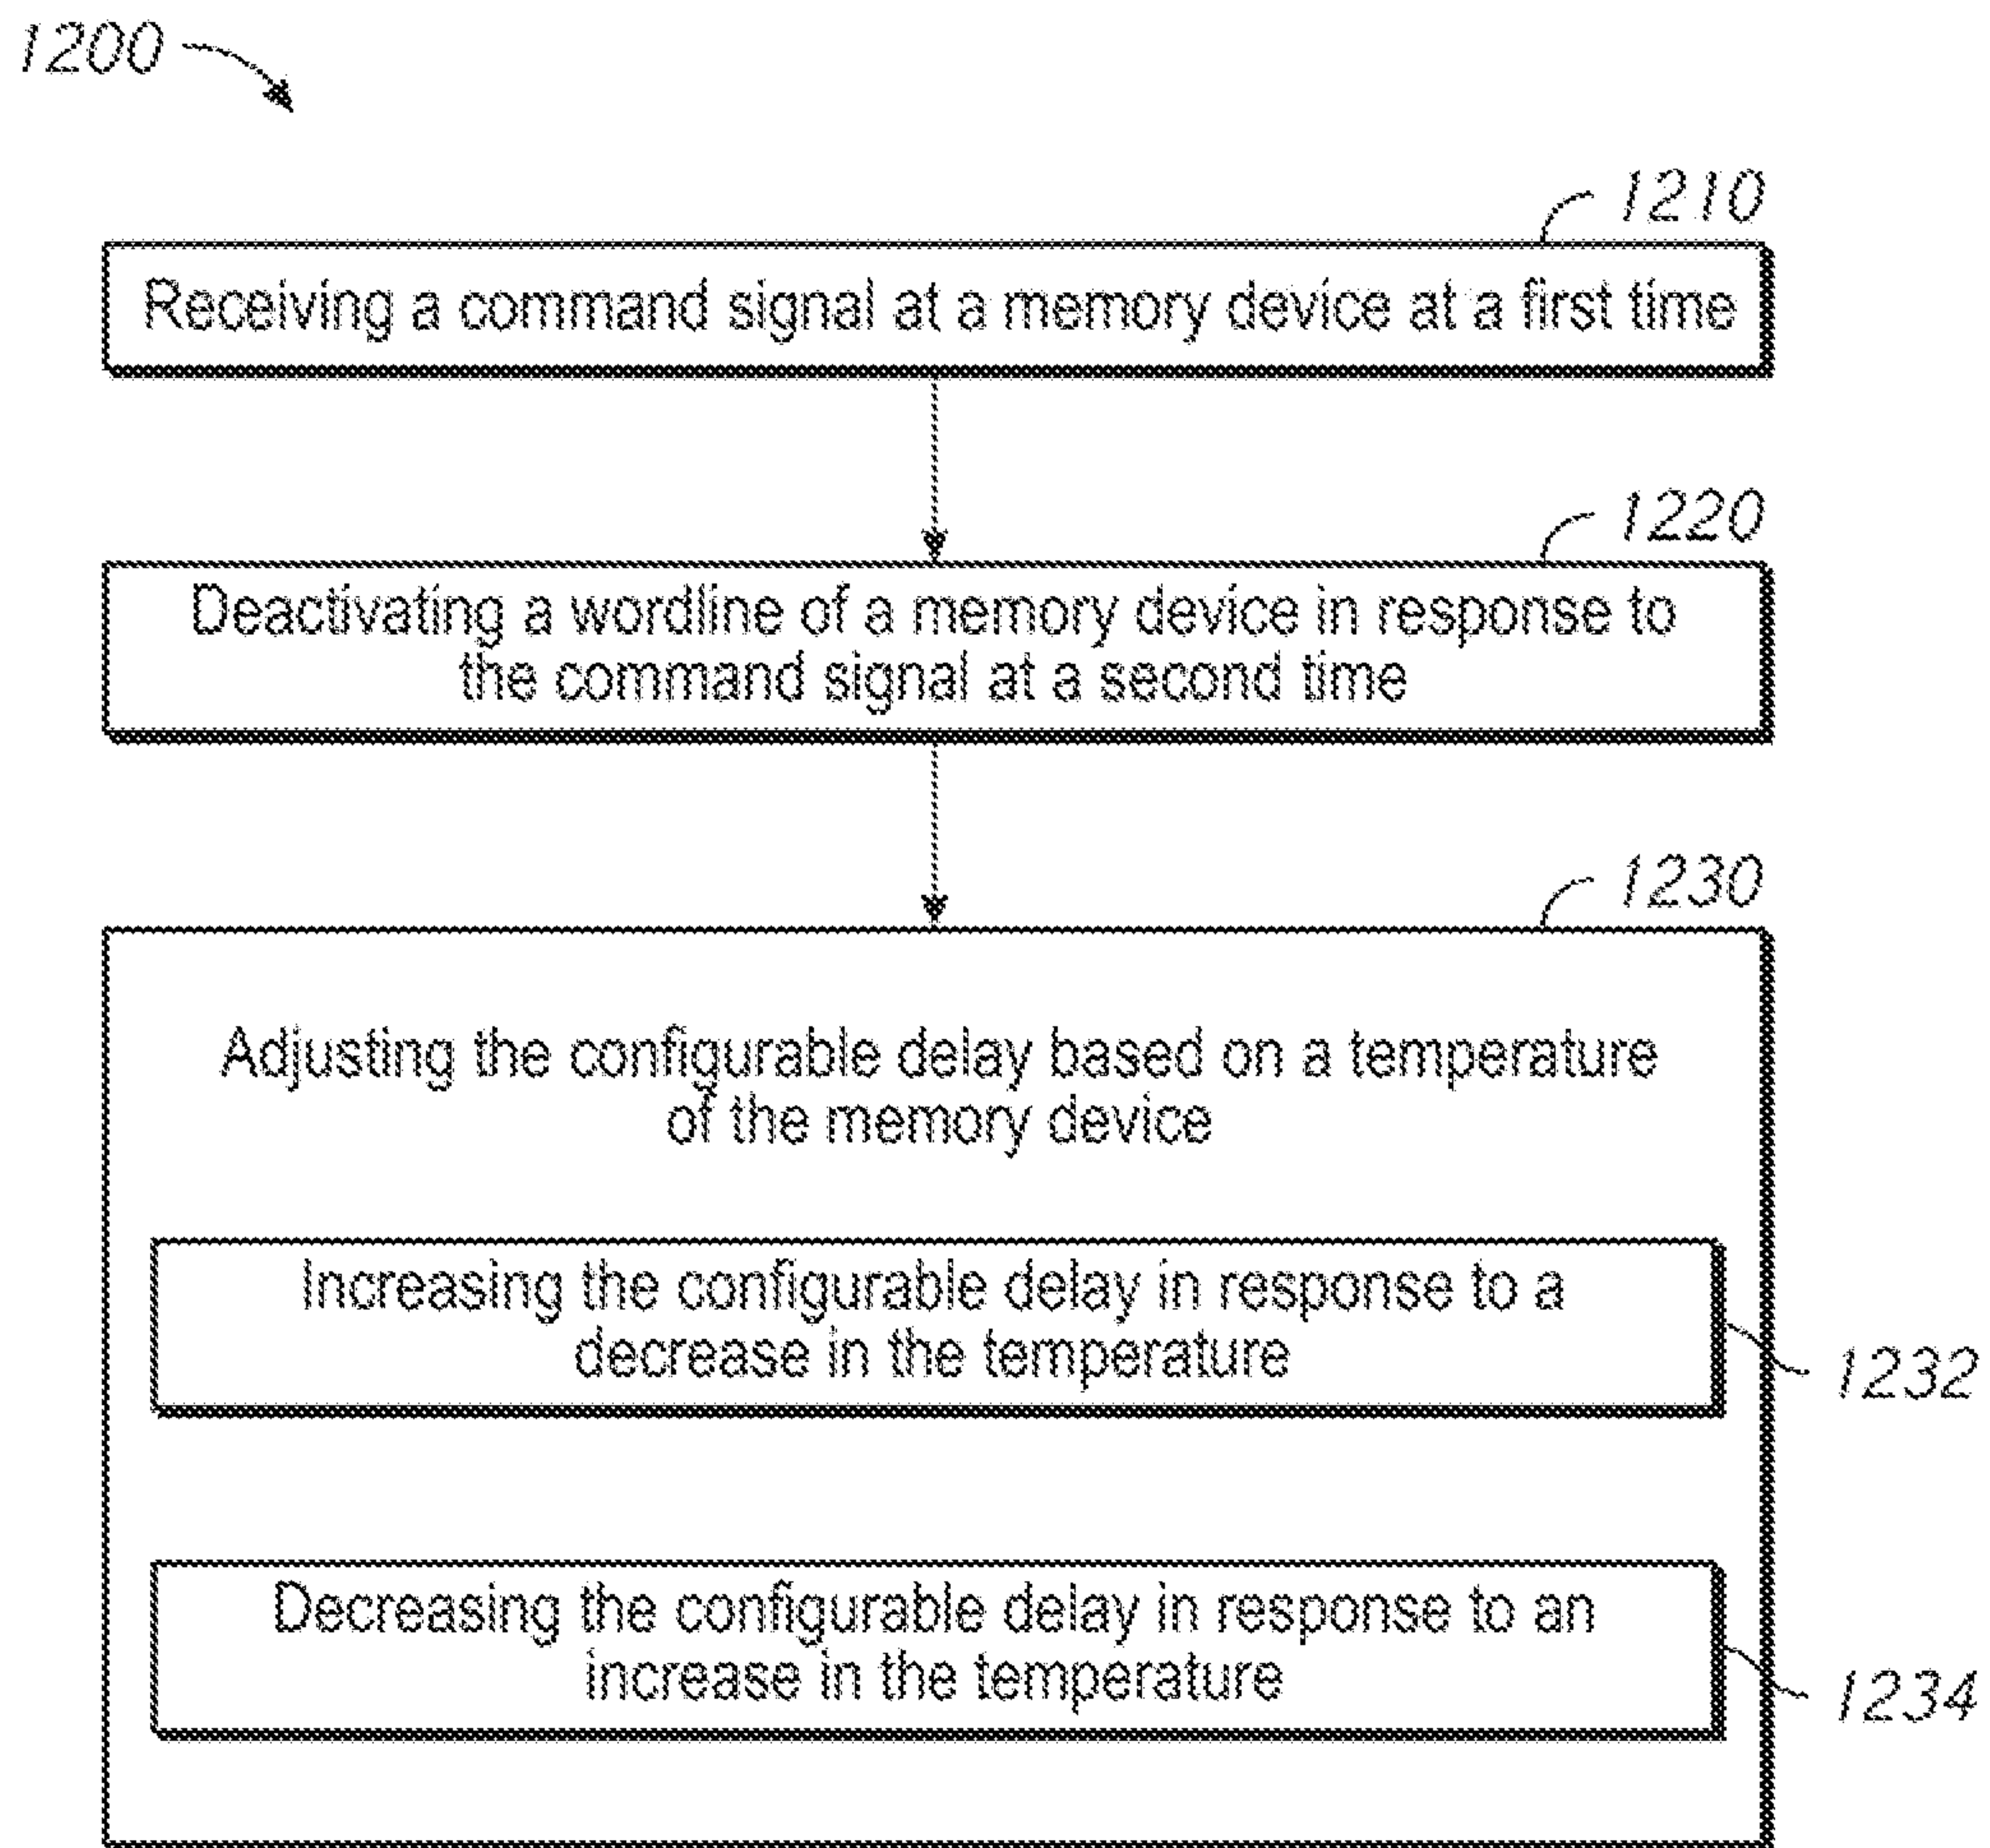 1200
1210
Receiving a command signal at a memory device at a first time
1220
Deactivating a wordline of a memory device in response to
the command signal at a second time
1230
Adjusting the configurable delay based on a temperature
of the memory device
Increasing the configurable delay in response to a
decrease in the temperature
1232
Decreasing the configurable delay in response to an
increase in the temperature
1234